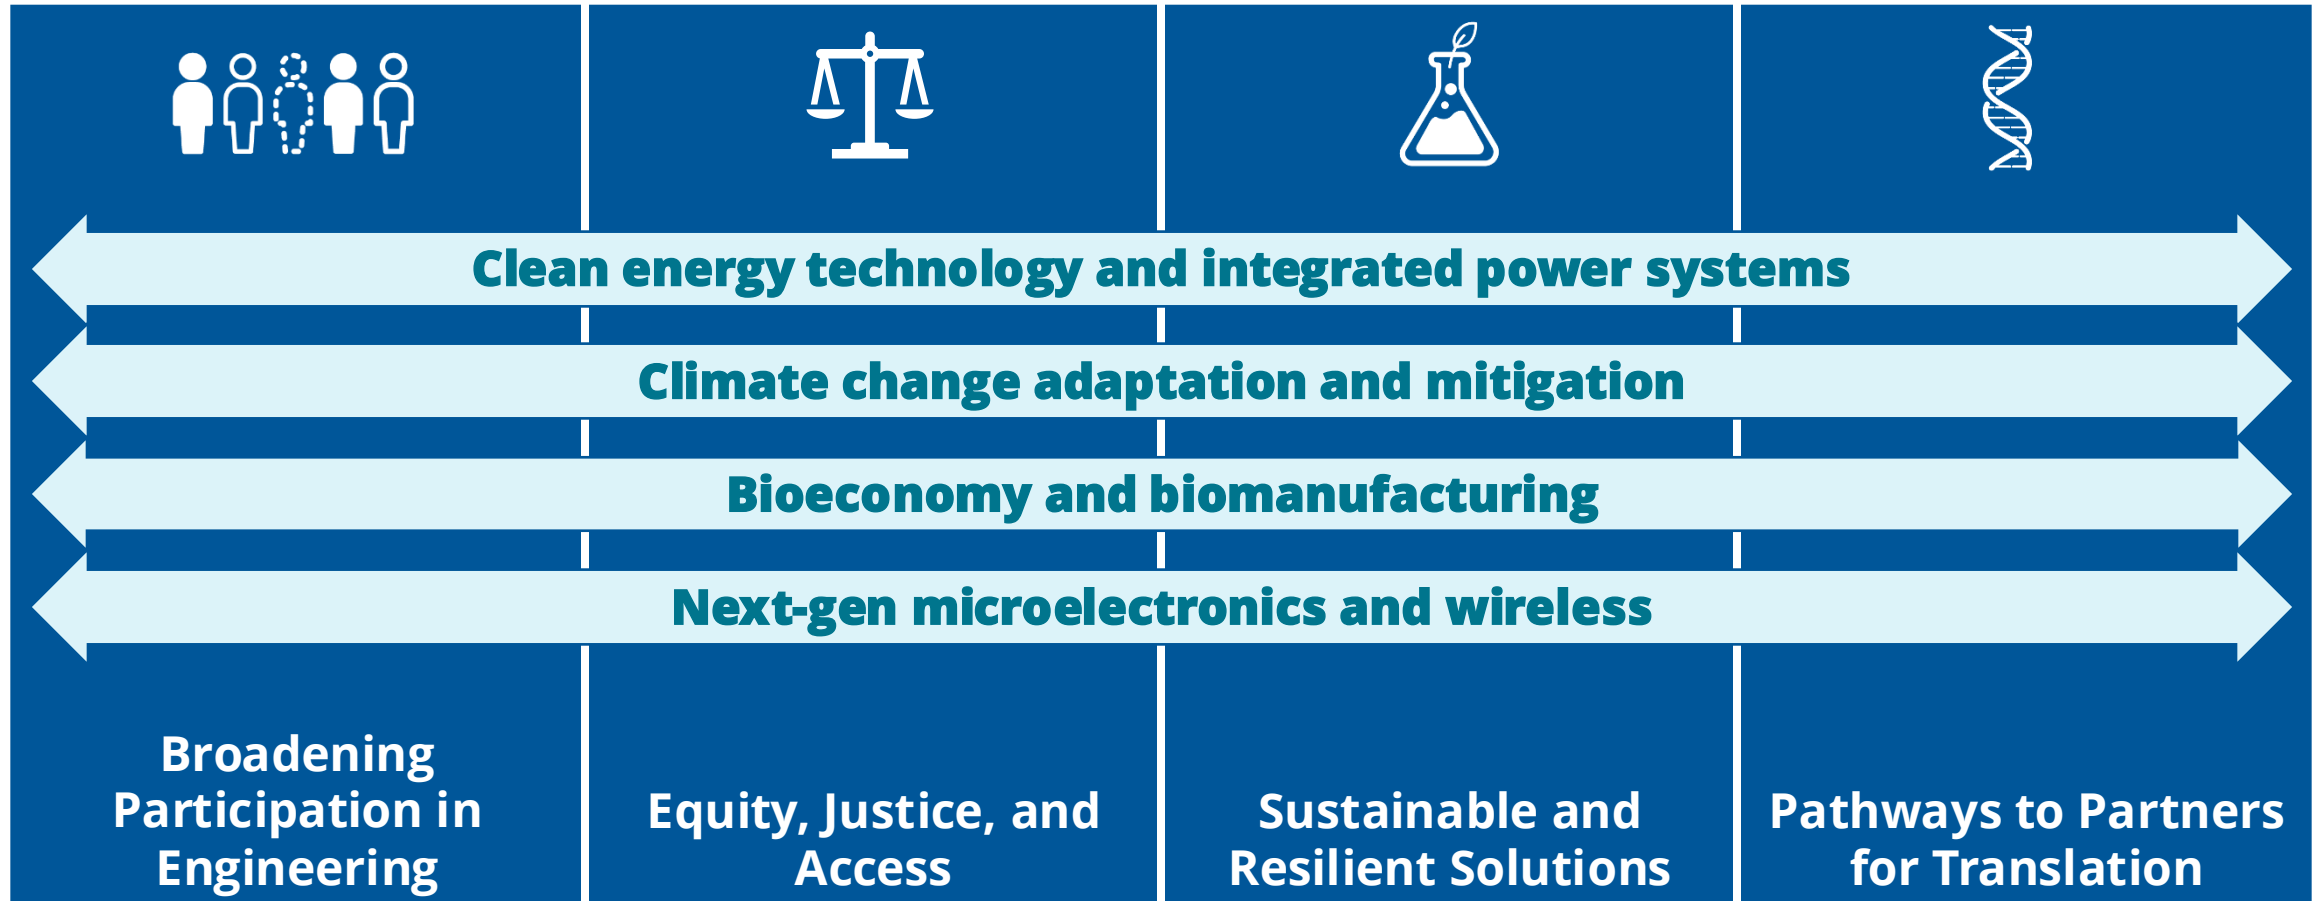 Clean energy technology and integrated power systems
Climate change adaptation and mitigation
Bioeconomy and biomanufacturing
Next-gen microelectronics and wireless
Broadening
Participation in
Engineering
Equity, Justice, and
Access
Sustainable and
Resilient Solutions
Pathways to Partners
for Translation